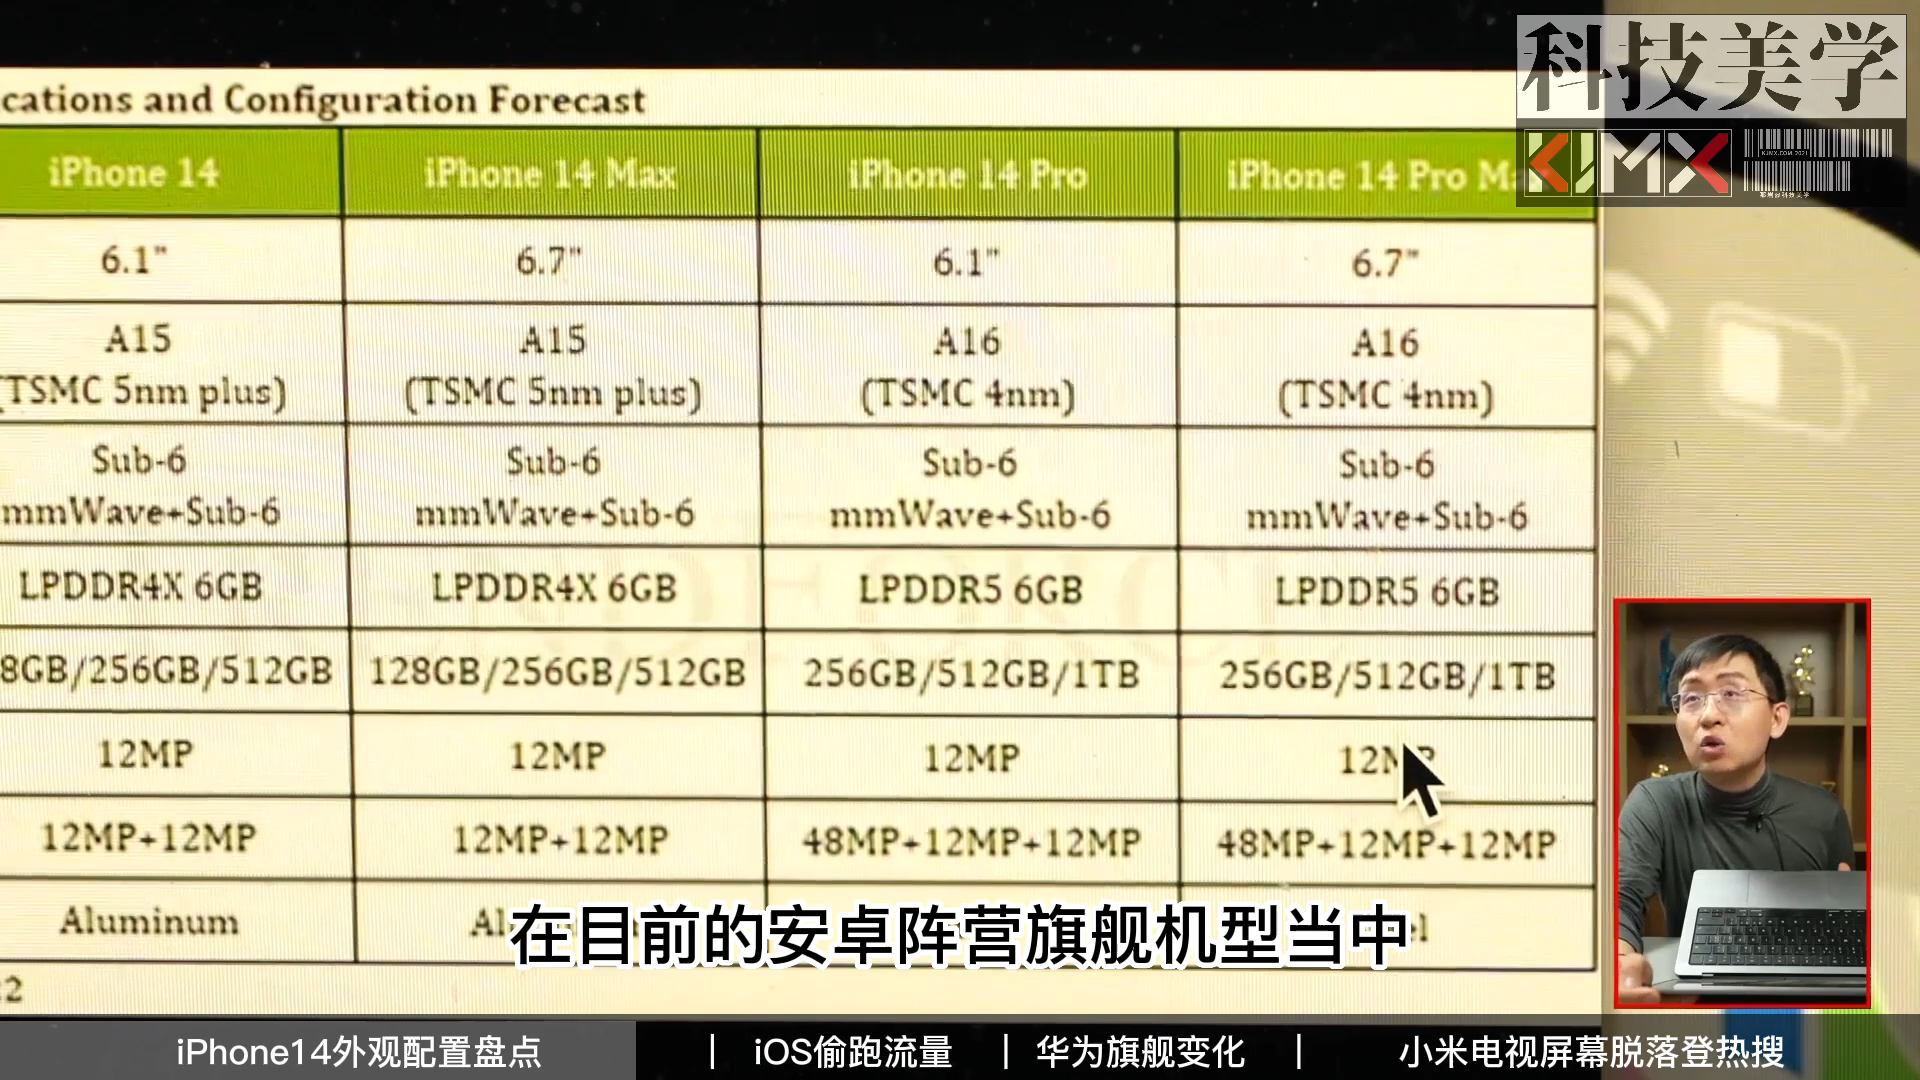 科技美学
KJMX
cations and Configuration Forecast
iPhone 14 iPhone 14 Max iPhone 14 Pro iPhone 14 Pro Max
6.1" 6.7" 6.1" 6.7"
A15 A15 A16 A16
(TSMC 5nm plus) (TSMC 5nm plus) (TSMC 4nm) (TSMC 4nm)
Sub-6 Sub-6 Sub-6 Sub-6
mmWave+Sub-6 mmWave+Sub-6 mmWave+Sub-6 mmWave+Sub-6
LPDDR4X 6GB LPDDR4X 6GB LPDDR5 6GB LPDDR5 6GB
8GB/256GB/512GB 128GB/256GB/512GB 256GB/512GB/1TB 256GB/512GB/1TB
12MP 12MP 12MP 12MP
12MP+12MP 12MP+12MP 48MP+12MP+12MP 48MP+12MP+12MP
Aluminum
在目前的安卓阵营旗舰机型当中
iPhone14外观配置盘点 | iOS偷跑流量 | 华为旗舰变化 | 小米电视屏幕脱落登热搜